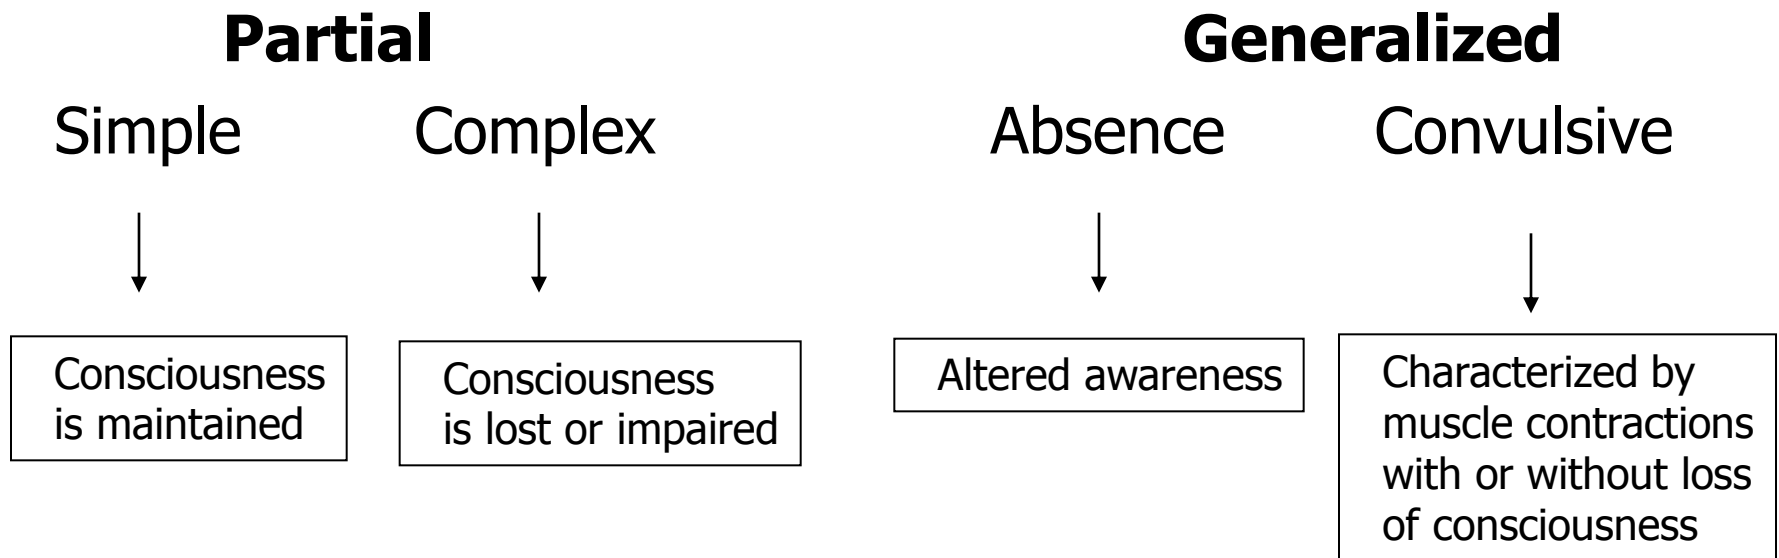 Partial
Generalized
Simple
Complex
Absence
Convulsive
Consciousness
is maintained
Consciousness
is lost or impaired
Altered awareness
Characterized by
muscle contractions
with or without loss
of consciousness